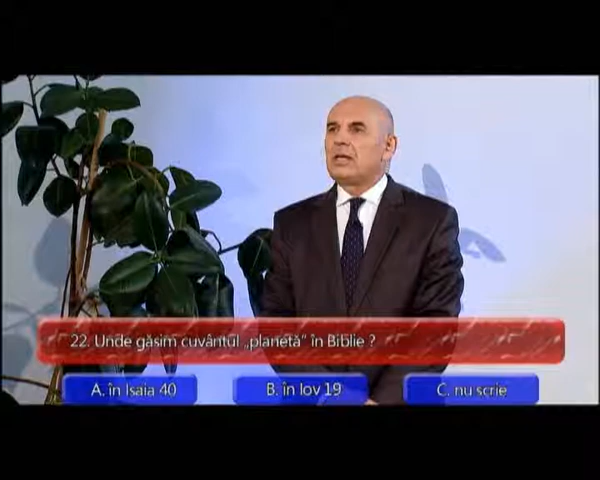 22. Unde găsim cuvântul „planetă” în Biblie ?
A. în Isaia 40
B. în Iov 19
C. nu scrie